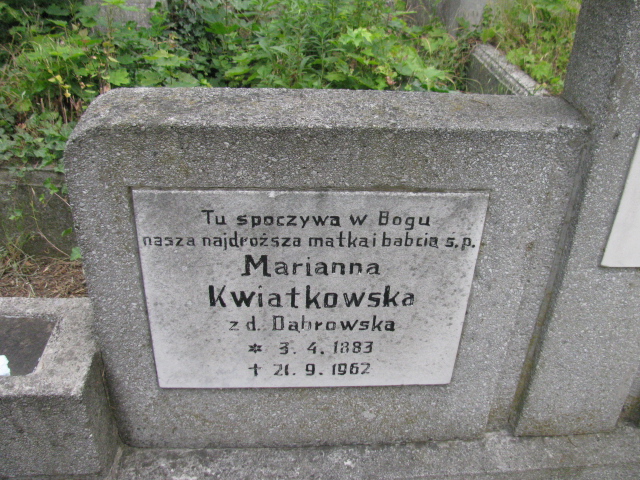 Tu spoczywa w Bogu
nasza najdroższa matka i babcia ś.p.
Marianna
Kwiatkowska
z d. Dąbrowska
* 3. 4. 1883
† 21. 9. 1962